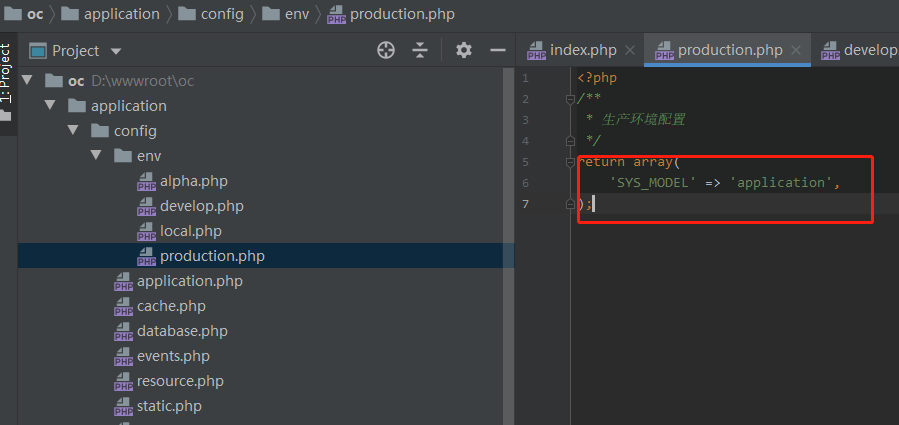 oc application config env production.php
Project
1: Project
index.php production.php develop
oc D:\wwwroot\oc
application
config
env
alpha.php
develop.php
local.php
production.php
application.php
cache.php
database.php
events.php
resource.php
static.php
1 <?php
2 /**
3 * 生产环境配置
4 */
5 return array(
6 'SYS_MODEL' => 'application',
7 );